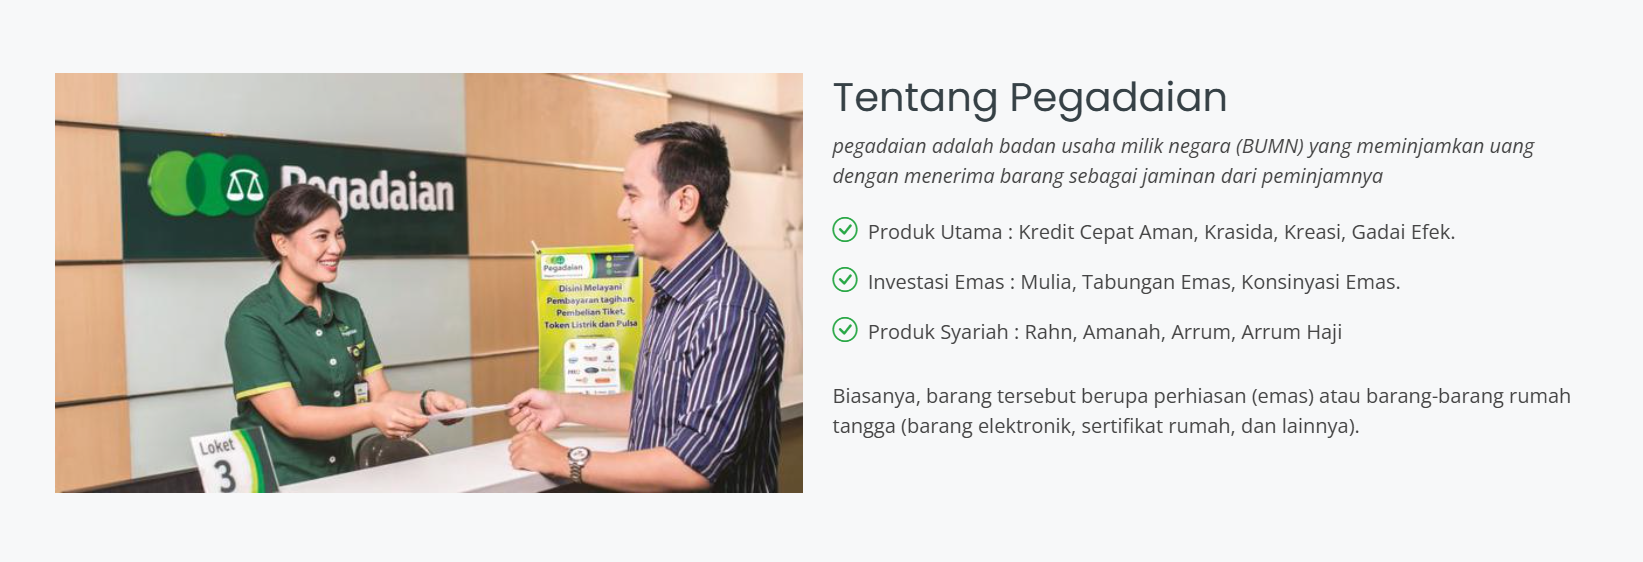 Pegadaian
Pegadaian
Disini Melayani
Pembayaran tagihan,
Pembelian Tiket,
Token Listrik dan Pulsa
Loket
3
Tentang Pegadaian
pegadaian adalah badan usaha milik negara (BUMN) yang meminjamkan uang
dengan menerima barang sebagai jaminan dari peminjamnya
Produk Utama : Kredit Cepat Aman, Krasida, Kreasi, Gadai Efek.
Investasi Emas : Mulia, Tabungan Emas, Konsinyasi Emas.
Produk Syariah : Rahn, Amanah, Arrum, Arrum Haji
Biasanya, barang tersebut berupa perhiasan (emas) atau barang-barang rumah
tangga (barang elektronik, sertifikat rumah, dan lainnya).